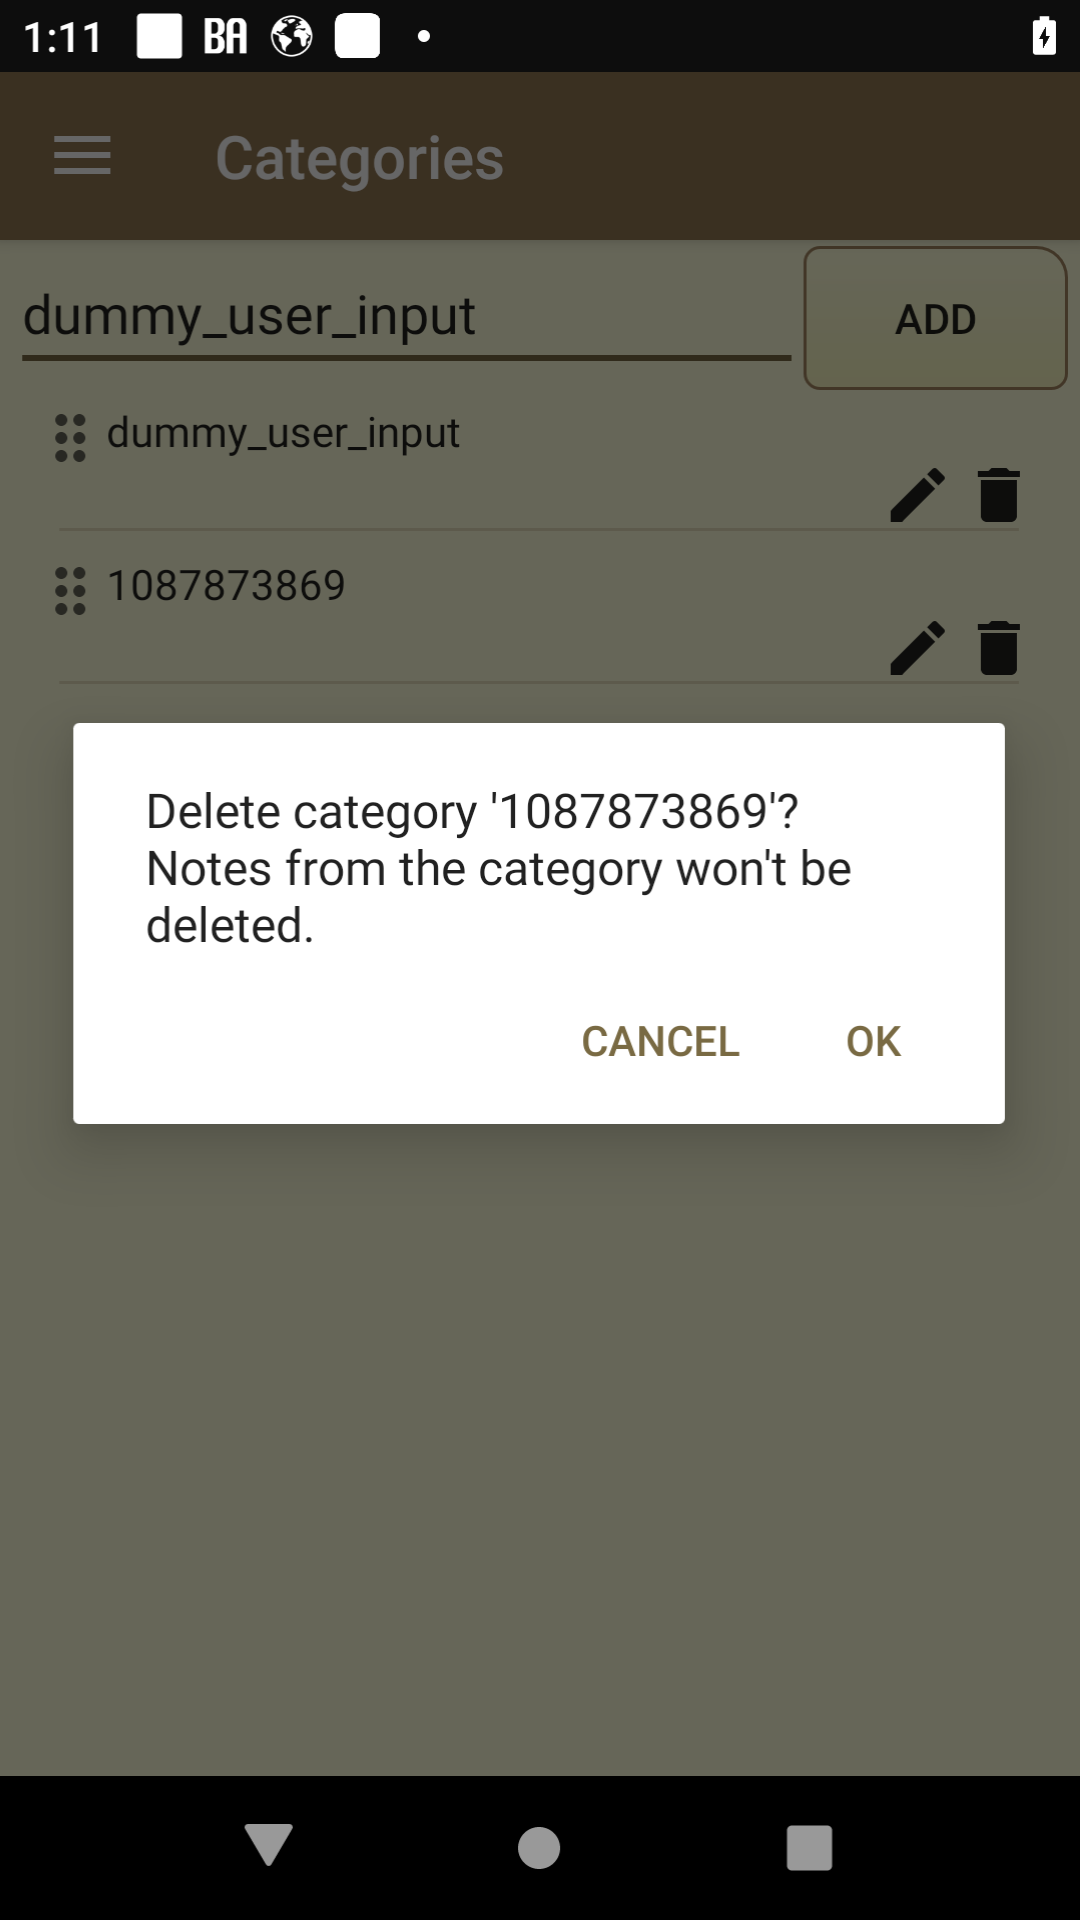 1:11 BA
Categories
dummy_user_input
ADD
dummy_user_input
1087873869
Delete category '1087873869'?
Notes from the category won't be
deleted.
CANCEL OK